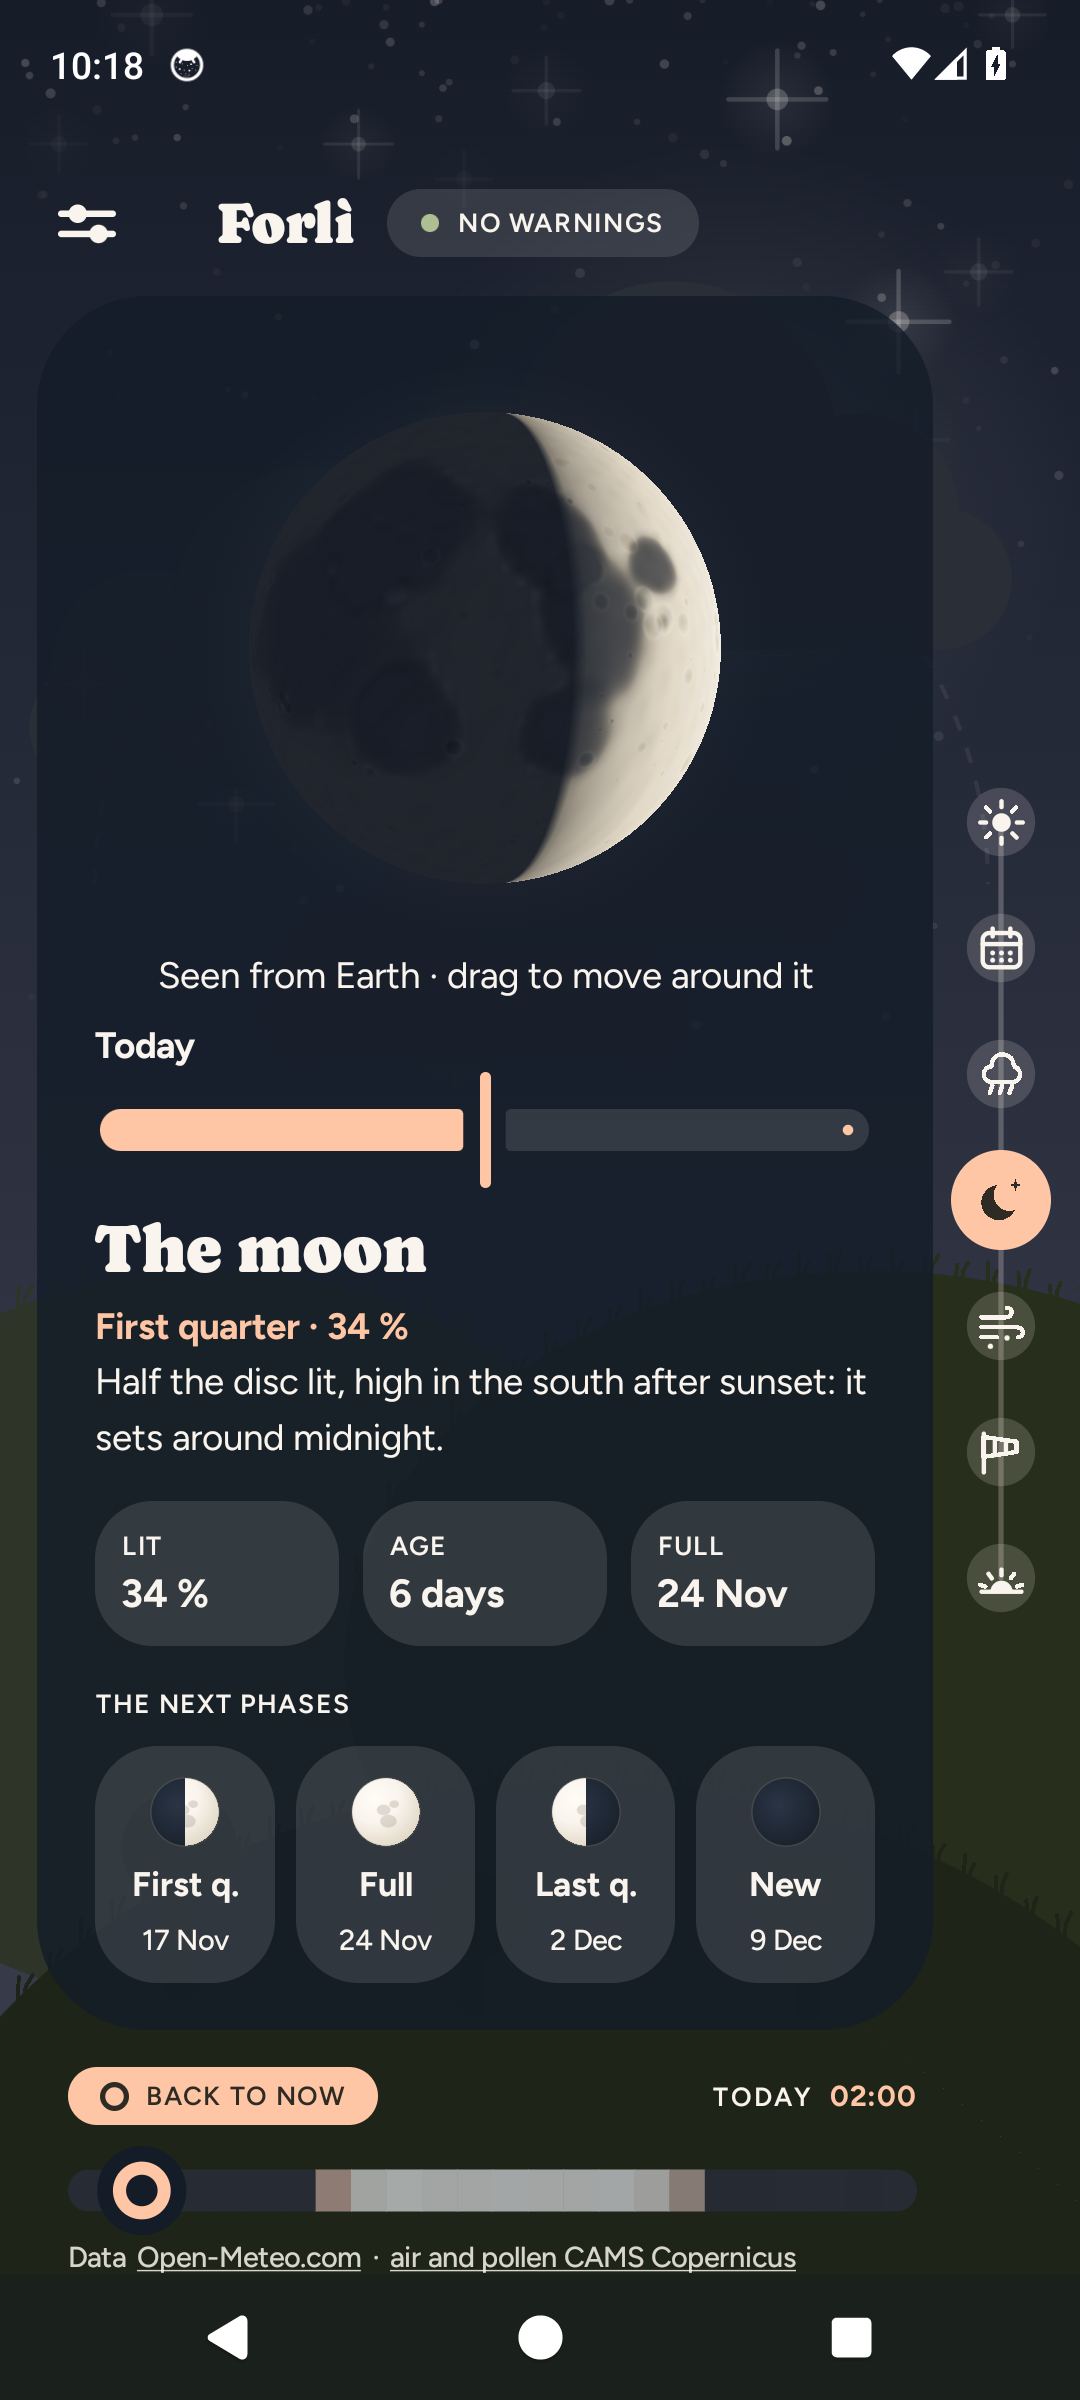 10:18
Forlì
NO WARNINGS
Seen from Earth · drag to move around it
Today
The moon
First quarter · 34 %
Half the disc lit, high in the south after sunset: it
sets around midnight.
LIT
34 %
AGE
6 days
FULL
24 Nov
THE NEXT PHASES
First q.
17 Nov
Full
24 Nov
Last q.
2 Dec
New
9 Dec
BACK TO NOW
TODAY 02:00
Data Open-Meteo.com · air and pollen CAMS Copernicus